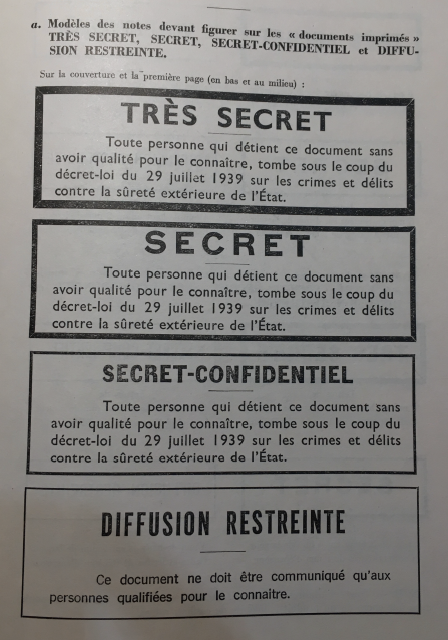 a. Modèles des notes devant figurer sur les « documents imprimés »
TRÈS SECRET, SECRET, SECRET-CONFIDENTIEL et DIFFU-
SION RESTREINTE.
Sur la couverture et la première page (en bas et au milieu) :
TRÈS SECRET
Toute personne qui détient ce document sans
avoir qualité pour le connaître, tombe sous le coup du
décret-loi du 29 juillet 1939 sur les crimes et délits
contre la sûreté extérieure de l'État.
SECRET
Toute personne qui détient ce document sans
avoir qualité pour le connaître, tombe sous le coup du
décret-loi du 29 juillet 1939 sur les crimes et délits
contre la sûreté extérieure de l'État.
SECRET-CONFIDENTIEL
Toute personne qui détient ce document sans
avoir qualité pour le connaître, tombe sous le coup du
décret-loi du 29 juillet 1939 sur les crimes et délits
contre la sûreté extérieure de l'État.
DIFFUSION RESTREINTE
Ce document ne doit être communiqué qu'aux
personnes qualifiées pour le connaitre.